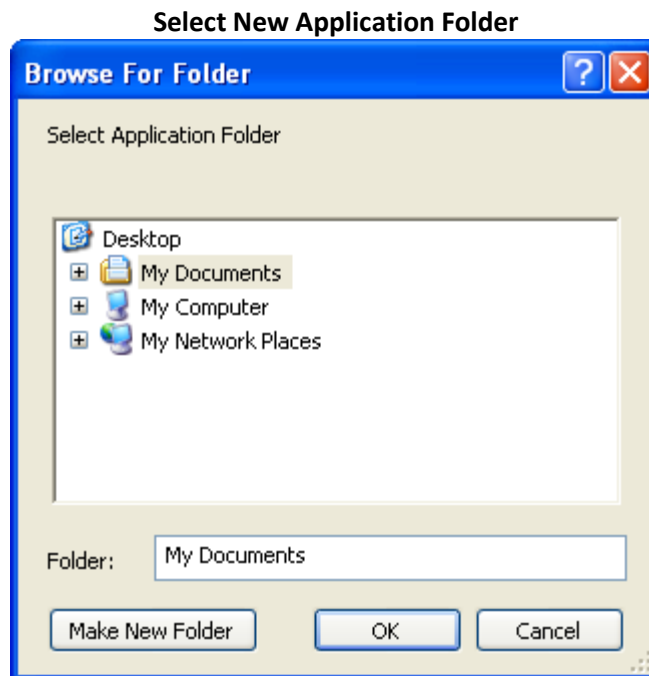 Select New Application Folder
Browse For Folder
Select Application Folder
Desktop
My Documents
My Computer
My Network Places
Folder: My Documents
Make New Folder OK Cancel